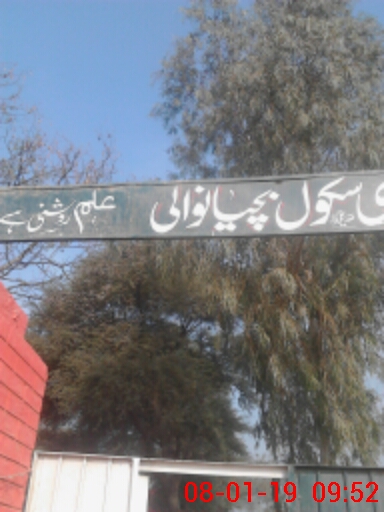 ی سکول بچیانوالی علم روشنی ہے
08-01-19 09:52